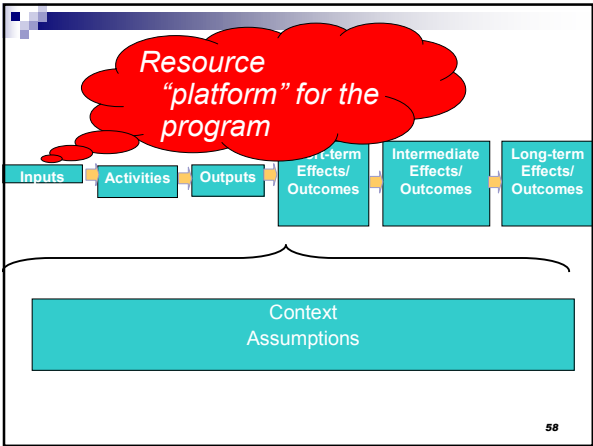 Resource
“platform” for the
program
Inputs
Activities
Outputs
Effects/
Outcomes
Intermediate
Effects/
Outcomes
Long-term
Effects/
Outcomes
Context
Assumptions
58